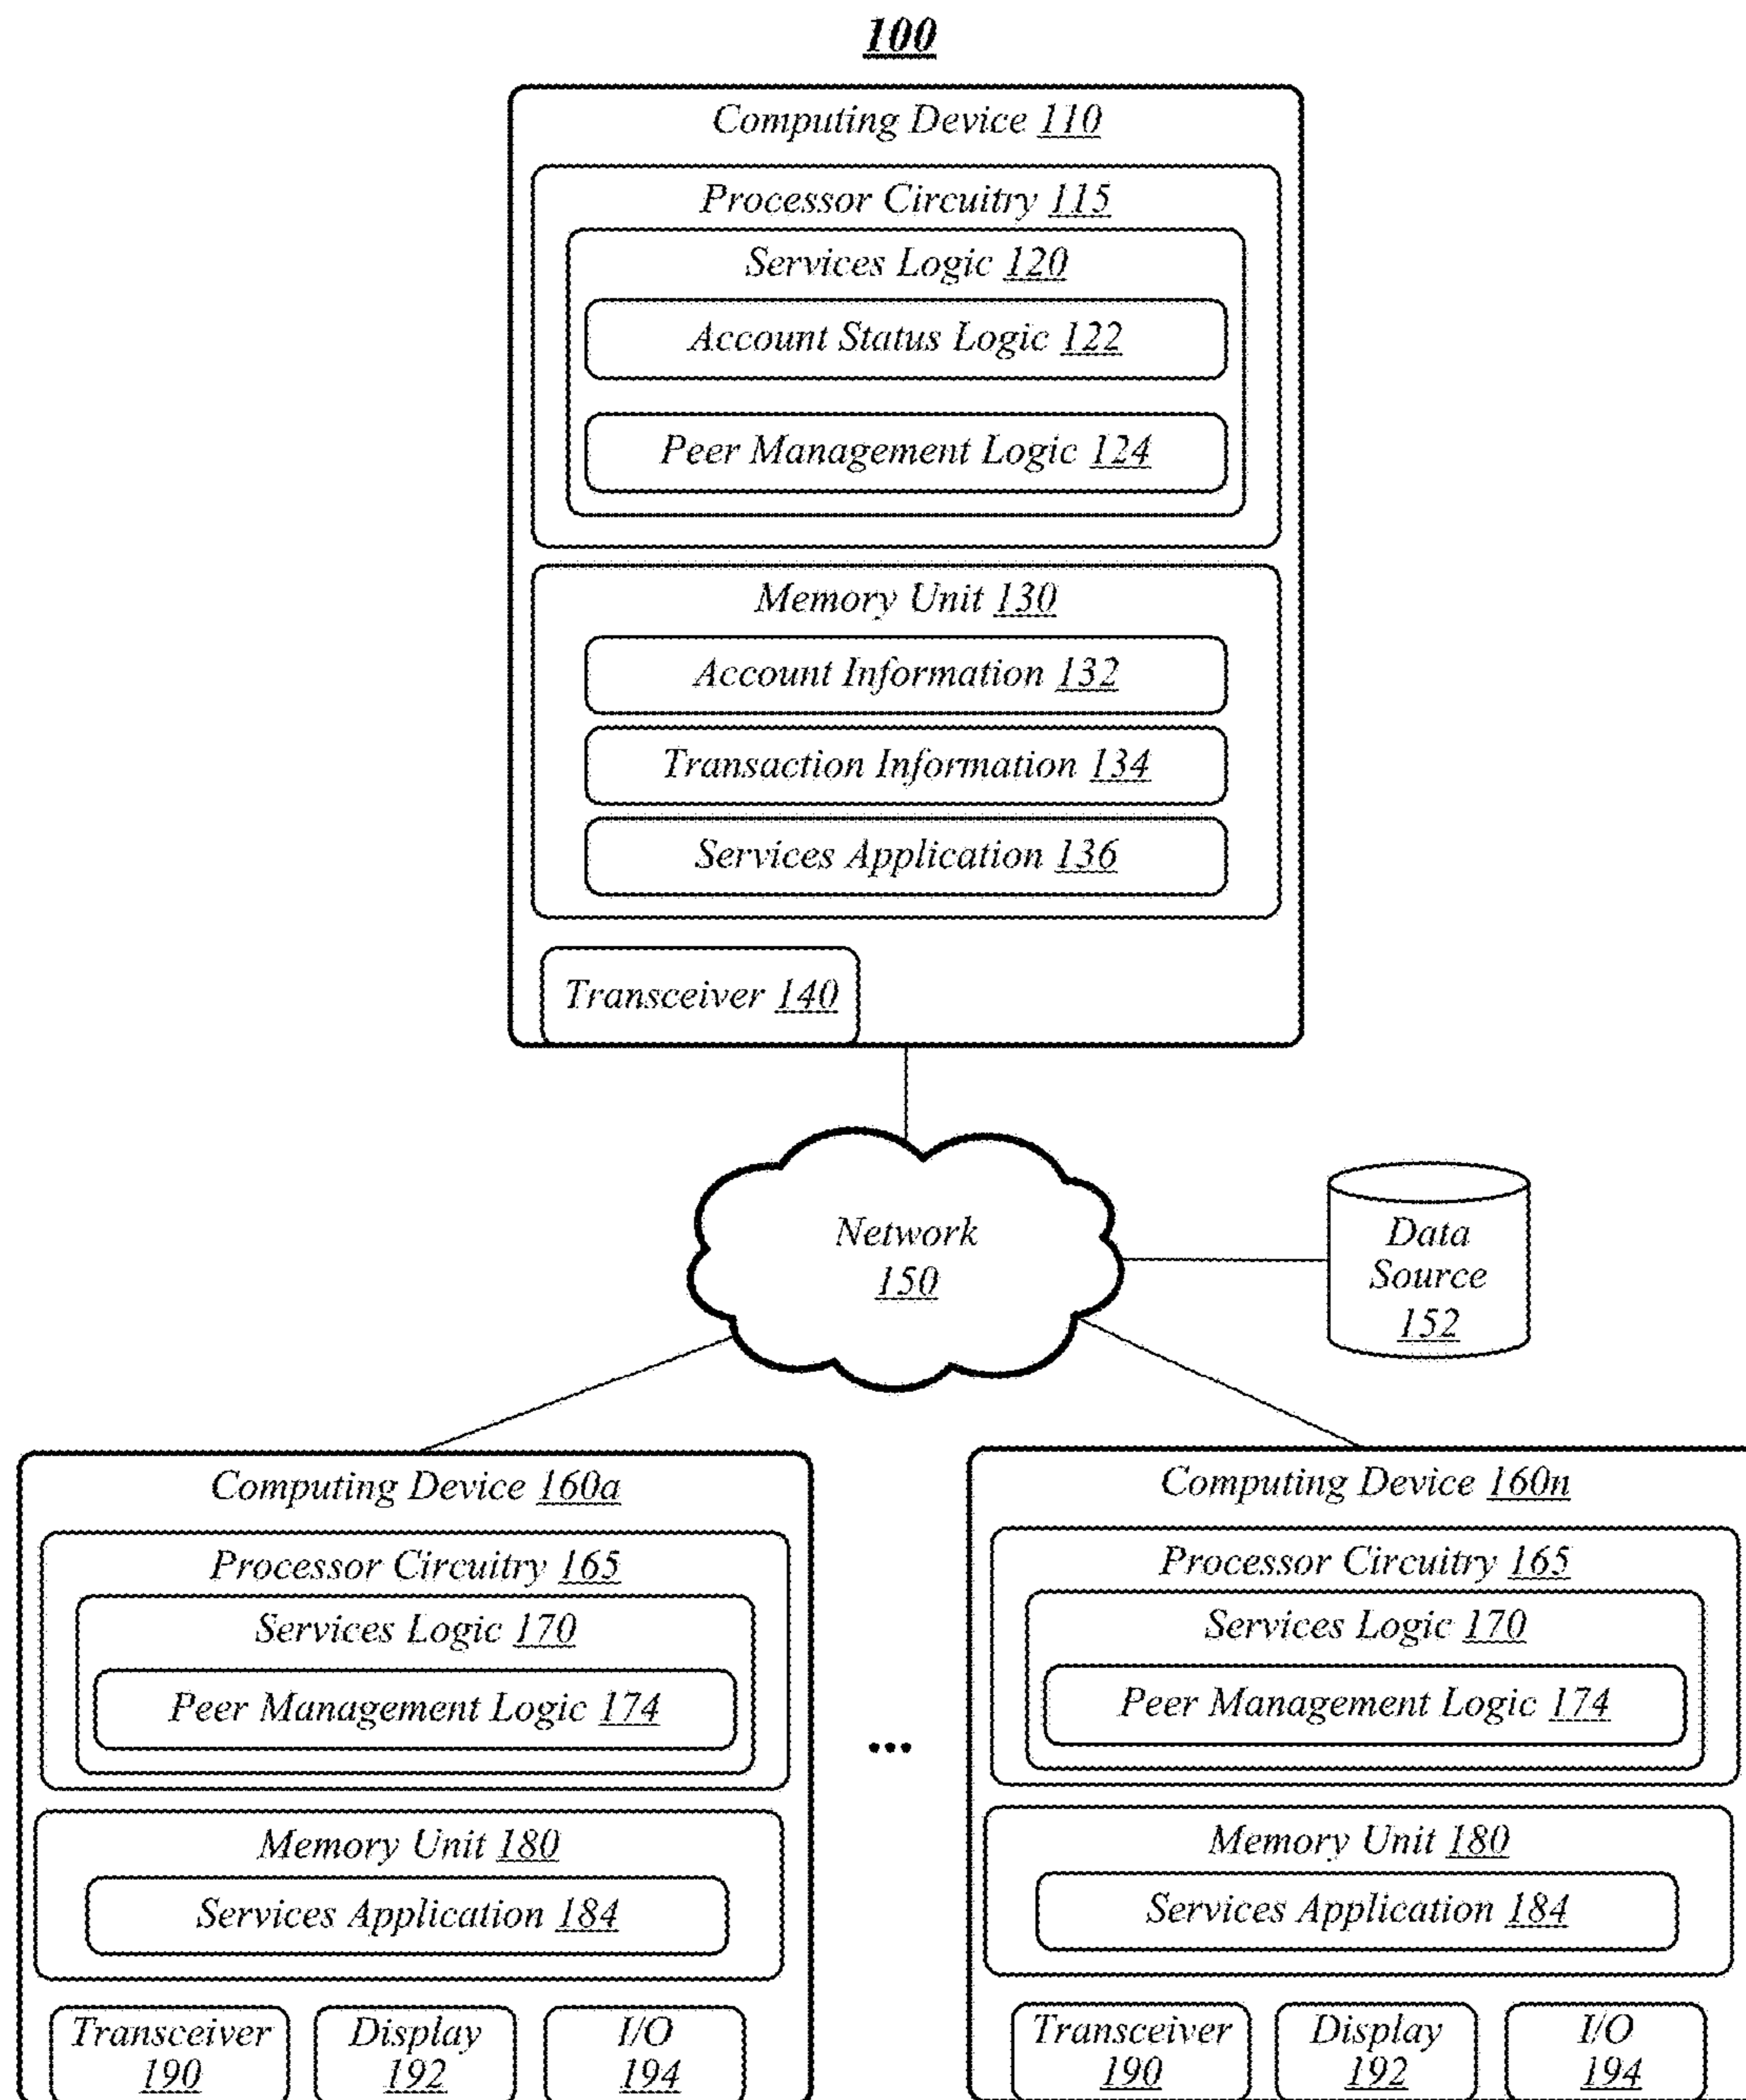 100
Computing Device 110
Processor Circuitry 115
Services Logic 120
Account Status Logic 122
Peer Management Logic 124
Memory Unit 130
Account Information 132
Transaction Information 134
Services Application 136
Transceiver 140
Network
150
Data
Source
152
Computing Device 160a
Processor Circuitry 165
Services Logic 170
Peer Management Logic 174
Memory Unit 180
Services Application 184
Transceiver
190
Display
192
I/O
194
...
Computing Device 160n
Processor Circuitry 165
Services Logic 170
Peer Management Logic 174
Memory Unit 180
Services Application 184
Transceiver
190
Display
192
I/O
194